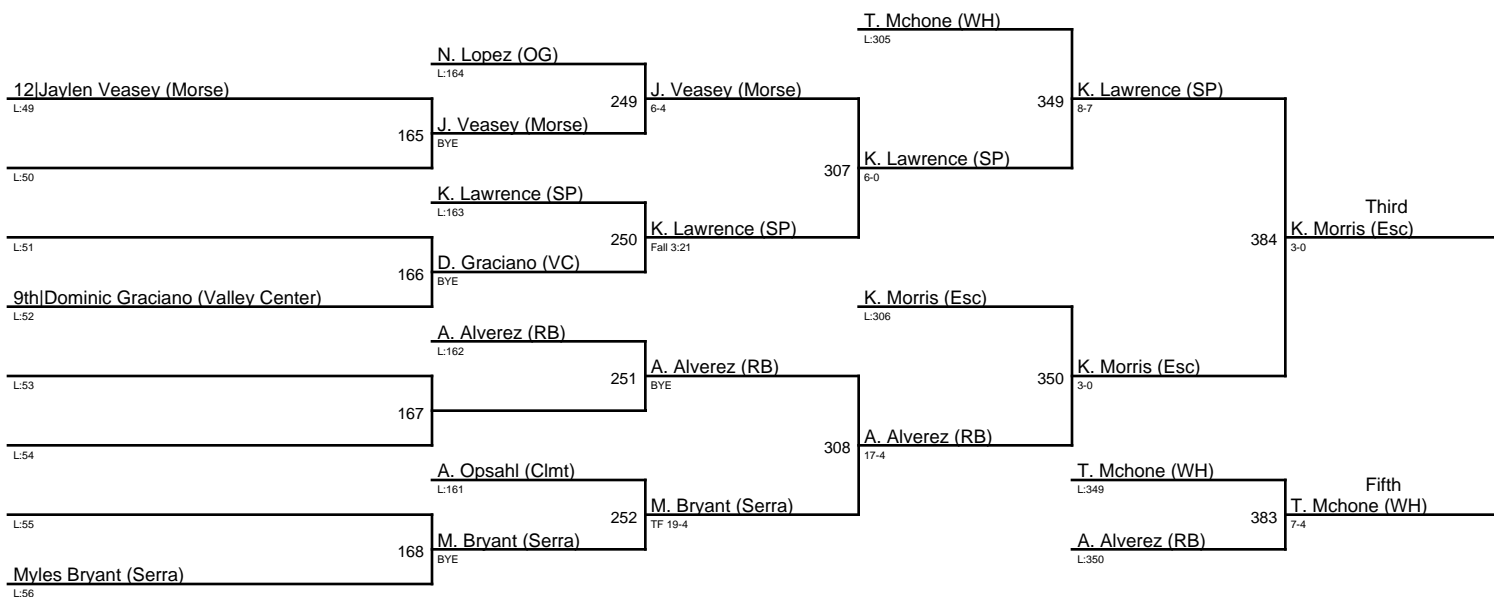 T. Mchone (WH)
L:305
N. Lopez (OG)
L:164
12|Jaylen Veasey (Morse)
L:49
249
J. Veasey (Morse)
6-4
349
K. Lawrence (SP)
8-7
165
J. Veasey (Morse)
BYE
L:50
307
K. Lawrence (SP)
6-0
K. Lawrence (SP)
L:163
Third
L:51
250
K. Lawrence (SP)
Fall 3:21
384
K. Morris (Esc)
3-0
166
D. Graciano (VC)
BYE
9th|Dominic Graciano (Valley Center)
L:52
K. Morris (Esc)
L:306
A. Alverez (RB)
L:162
L:53
251
A. Alverez (RB)
BYE
350
K. Morris (Esc)
3-0
167
L:54
308
A. Alverez (RB)
17-4
A. Opsahl (Clmt)
L:161
T. Mchone (WH)
L:349
Fifth
L:55
252
M. Bryant (Serra)
TF 19-4
383
T. Mchone (WH)
7-4
168
M. Bryant (Serra)
BYE
A. Alverez (RB)
L:350
Myles Bryant (Serra)
L:56